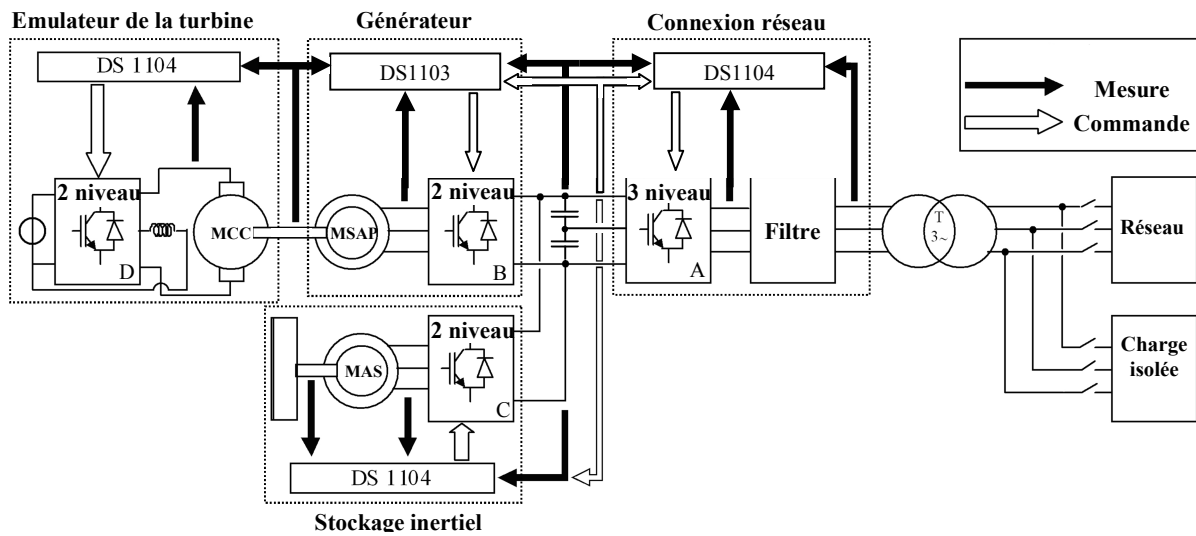 Emulateur de la turbine
Générateur
Connexion réseau
DS 1104
DS1103
DS1104
Mesure
Commande
2 niveau
MCC
D
MSAP
2 niveau
B
3 niveau
A
Filtre
T
3~
Réseau
2 niveau
MAS
C
Charge
isolée
DS 1104
Stockage inertiel